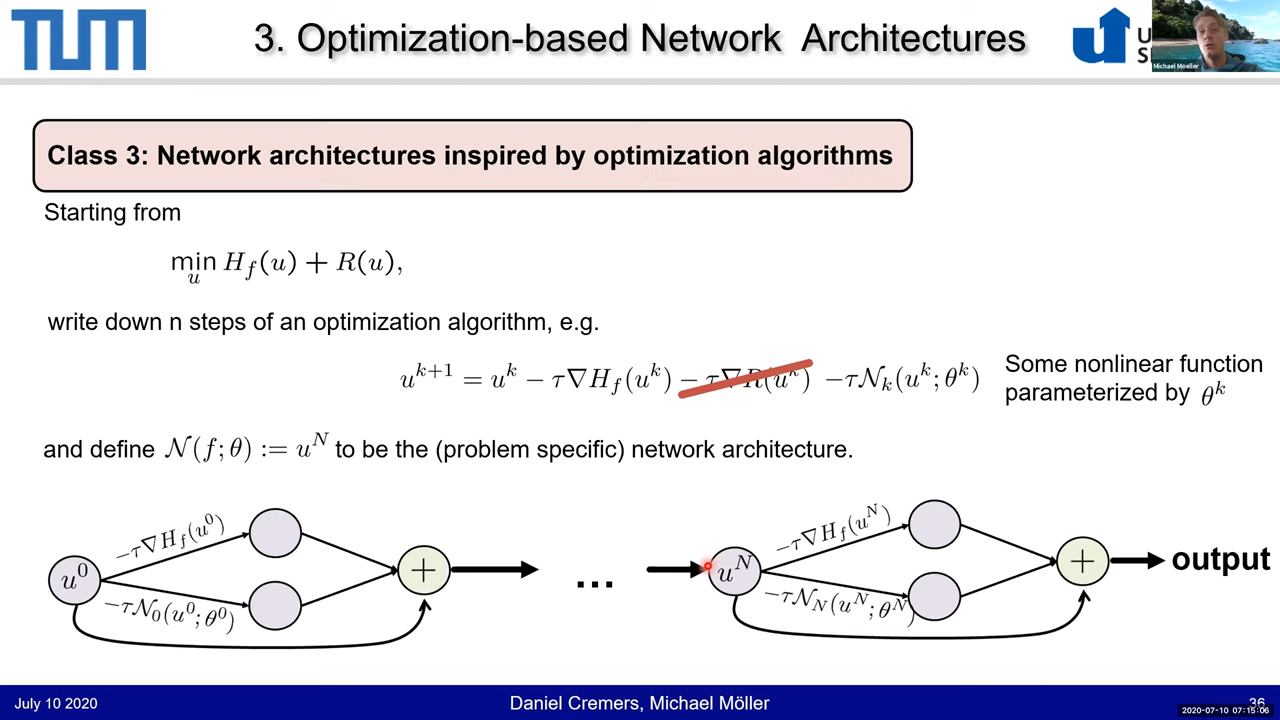 TUM
3. Optimization-based Network Architectures
U
S
Michael Moeller
Class 3: Network architectures inspired by optimization algorithms
Starting from
min_u H_f(u) + R(u),
write down n steps of an optimization algorithm, e.g.
u^{k+1} = u^k − τ∇H_f(u^k) − τ∇R(u^k) −τ𝒩_k(u^k; θ^k)
Some nonlinear function
parameterized by θ^k
and define 𝒩(f; θ) := u^N to be the (problem specific) network architecture.
u^0
−τ∇H_f(u^0)
−τ𝒩_0(u^0; θ^0)
+
...
u^N
−τ∇H_f(u^N)
−τ𝒩_N(u^N; θ^N)
+
output
July 10 2020
Daniel Cremers, Michael Möller
36
2020-07-10 07:15:06